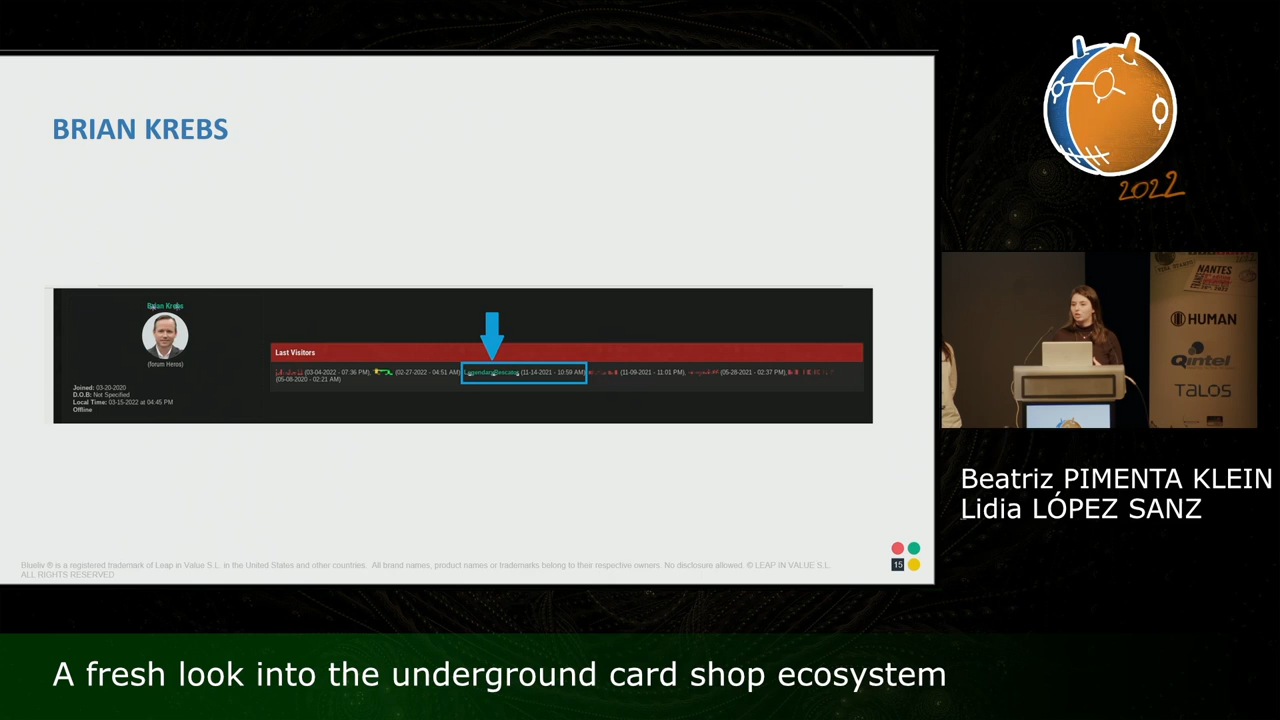 BRIAN KREBS
Brian Krebs
(forum Heros)
Joined: 03-20-2020
D.O.B: Not Specified
Local Time: 03-15-2022 at 04:45 PM
Offline
Last Visitors
(03-04-2022 - 07:36 PM), (02-27-2022 - 04:51 AM) LegendaryRescator (11-14-2021 - 10:59 AM) (11-09-2021 - 11:01 PM), (05-28-2021 - 02:37 PM),
(05-08-2020 - 02:21 AM)
Blueliv ® is a registered trademark of Leap in Value S.L. in the United States and other countries. All brand names, product names or trademarks belong to their respective owners. No disclosure allowed. © LEAP IN VALUE S.L.
ALL RIGHTS RESERVED
15
2022
NANTES
HUMAN
Qintel
TALOS
Beatriz PIMENTA KLEIN
Lidia LÓPEZ SANZ
A fresh look into the underground card shop ecosystem